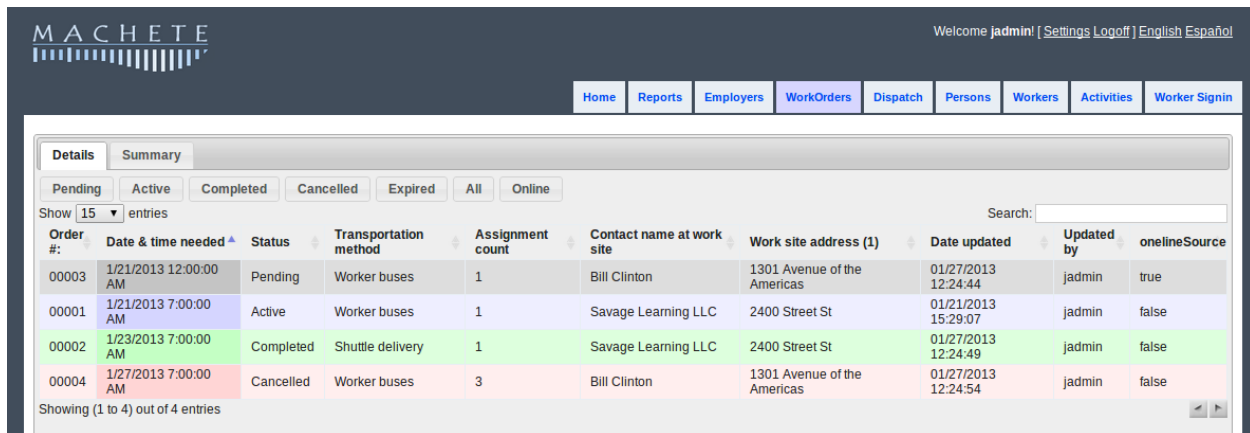 MACHETE
Welcome jadmin! [ Settings Logoff ] English Español
Home Reports Employers WorkOrders Dispatch Persons Workers Activities Worker Signin
Details Summary
Pending Active Completed Cancelled Expired All Online
Show 15 entries Search:
Order #: Date & time needed Status Transportation method Assignment count Contact name at work site Work site address (1) Date updated Updated by onelineSource
00003 1/21/2013 12:00:00 AM Pending Worker buses 1 Bill Clinton 1301 Avenue of the Americas 01/27/2013 12:24:44 jadmin true
00001 1/21/2013 7:00:00 AM Active Worker buses 1 Savage Learning LLC 2400 Street St 01/21/2013 15:29:07 jadmin false
00002 1/23/2013 7:00:00 AM Completed Shuttle delivery 1 Savage Learning LLC 2400 Street St 01/27/2013 12:24:49 jadmin false
00004 1/27/2013 7:00:00 AM Cancelled Worker buses 3 Bill Clinton 1301 Avenue of the Americas 01/27/2013 12:24:54 jadmin false
Showing (1 to 4) out of 4 entries